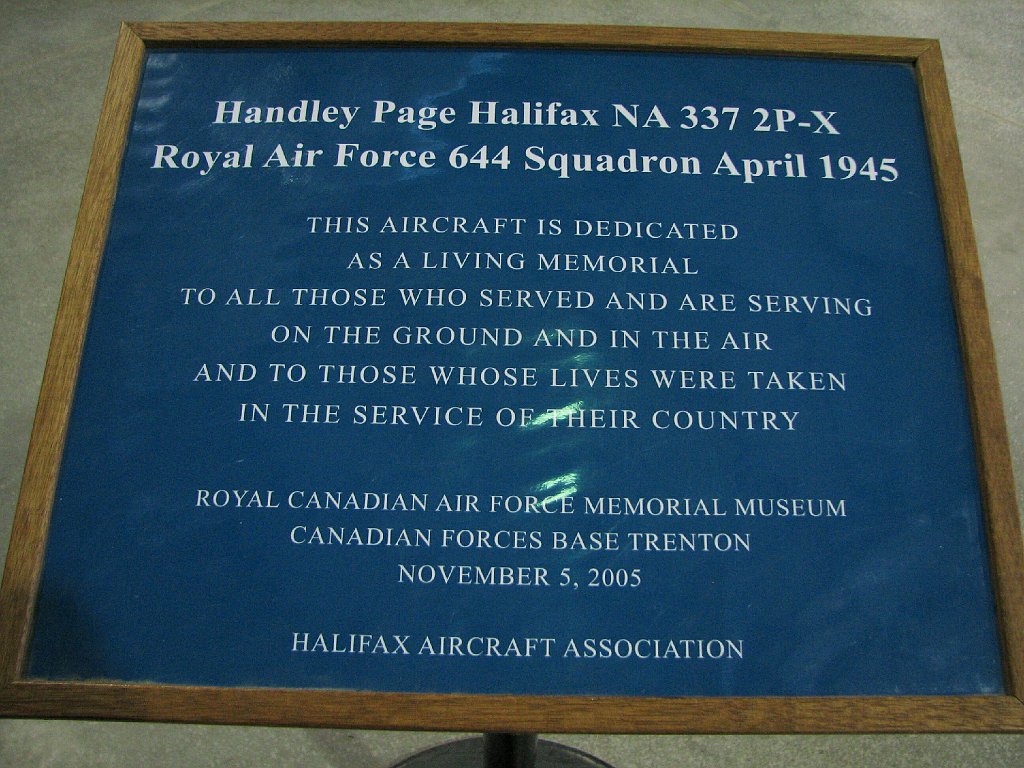 Handley Page Halifax NA 337 2P-X
Royal Air Force 644 Squadron April 1945
THIS AIRCRAFT IS DEDICATED
AS A LIVING MEMORIAL
TO ALL THOSE WHO SERVED AND ARE SERVING
ON THE GROUND AND IN THE AIR
AND TO THOSE WHOSE LIVES WERE TAKEN
IN THE SERVICE OF THEIR COUNTRY
ROYAL CANADIAN AIR FORCE MEMORIAL MUSEUM
CANADIAN FORCES BASE TRENTON
NOVEMBER 5, 2005
HALIFAX AIRCRAFT ASSOCIATION